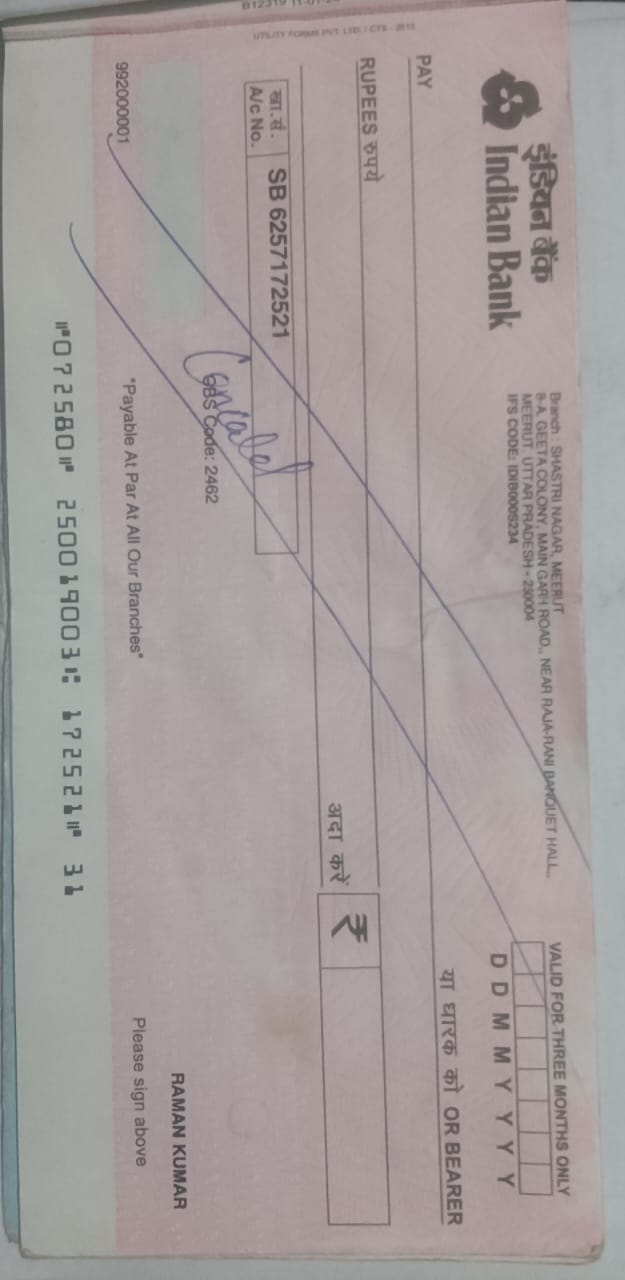 UTILITY FORMS PVT. LTD. / CTS - 2010
इंडियन बैंक
Indian Bank
Branch : SHASTRI NAGAR, MEERUT
8-A, GEETA COLONY, MAIN GARH ROAD,, NEAR RAJA-RANI BANQUET HALL,,
MEERUT, UTTAR PRADESH - 250004
IFS CODE: IDIB000S234
VALID FOR THREE MONTHS ONLY
D D M M Y Y Y Y
PAY
या धारक को OR BEARER
RUPEES रुपये
अदा करें ₹
खा.सं.
A/c No. SB 6257172521
Cancaled
CBS Code: 2462
RAMAN KUMAR
992000001
"Payable At Par At All Our Branches"
Please sign above
⑈072580⑈ 250019003⑆ 172521⑈ 31